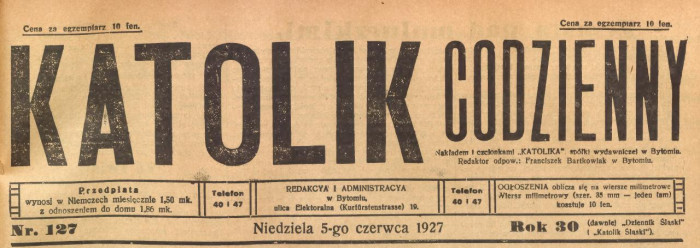 Cena za egzemplarz 10 fen.
Cena za egzemplarz 10 fen.
KATOLIK CODZIENNY
Nakładem i czcionkami „KATOLIKA" spółki wydawniczej w Bytomiu.
Redaktor odpow.: Franciszek Bartkowiak w Bytomiu.
Przedpłata
wynosi w Niemczech miesięcznie 1,50 mk.
z odnoszeniem do domu 1,86 mk.
Telefon
40 i 47
REDAKCYA I ADMINISTRACYA
w Bytomiu,
ulica Elektoralna (Kurfürstenstrasse) 19.
Telefon
40 i 47
OGŁOSZENIA oblicza się na wiersze milimetrowe
Wiersz milimetrowy (szer. 35 mm — jeden łam)
kosztuje 10 fen.
Nr. 127
Niedziela 5-go czerwca 1927
Rok 30
(dawniej „Dziennik Śląski"
i „Katolik Śląski").